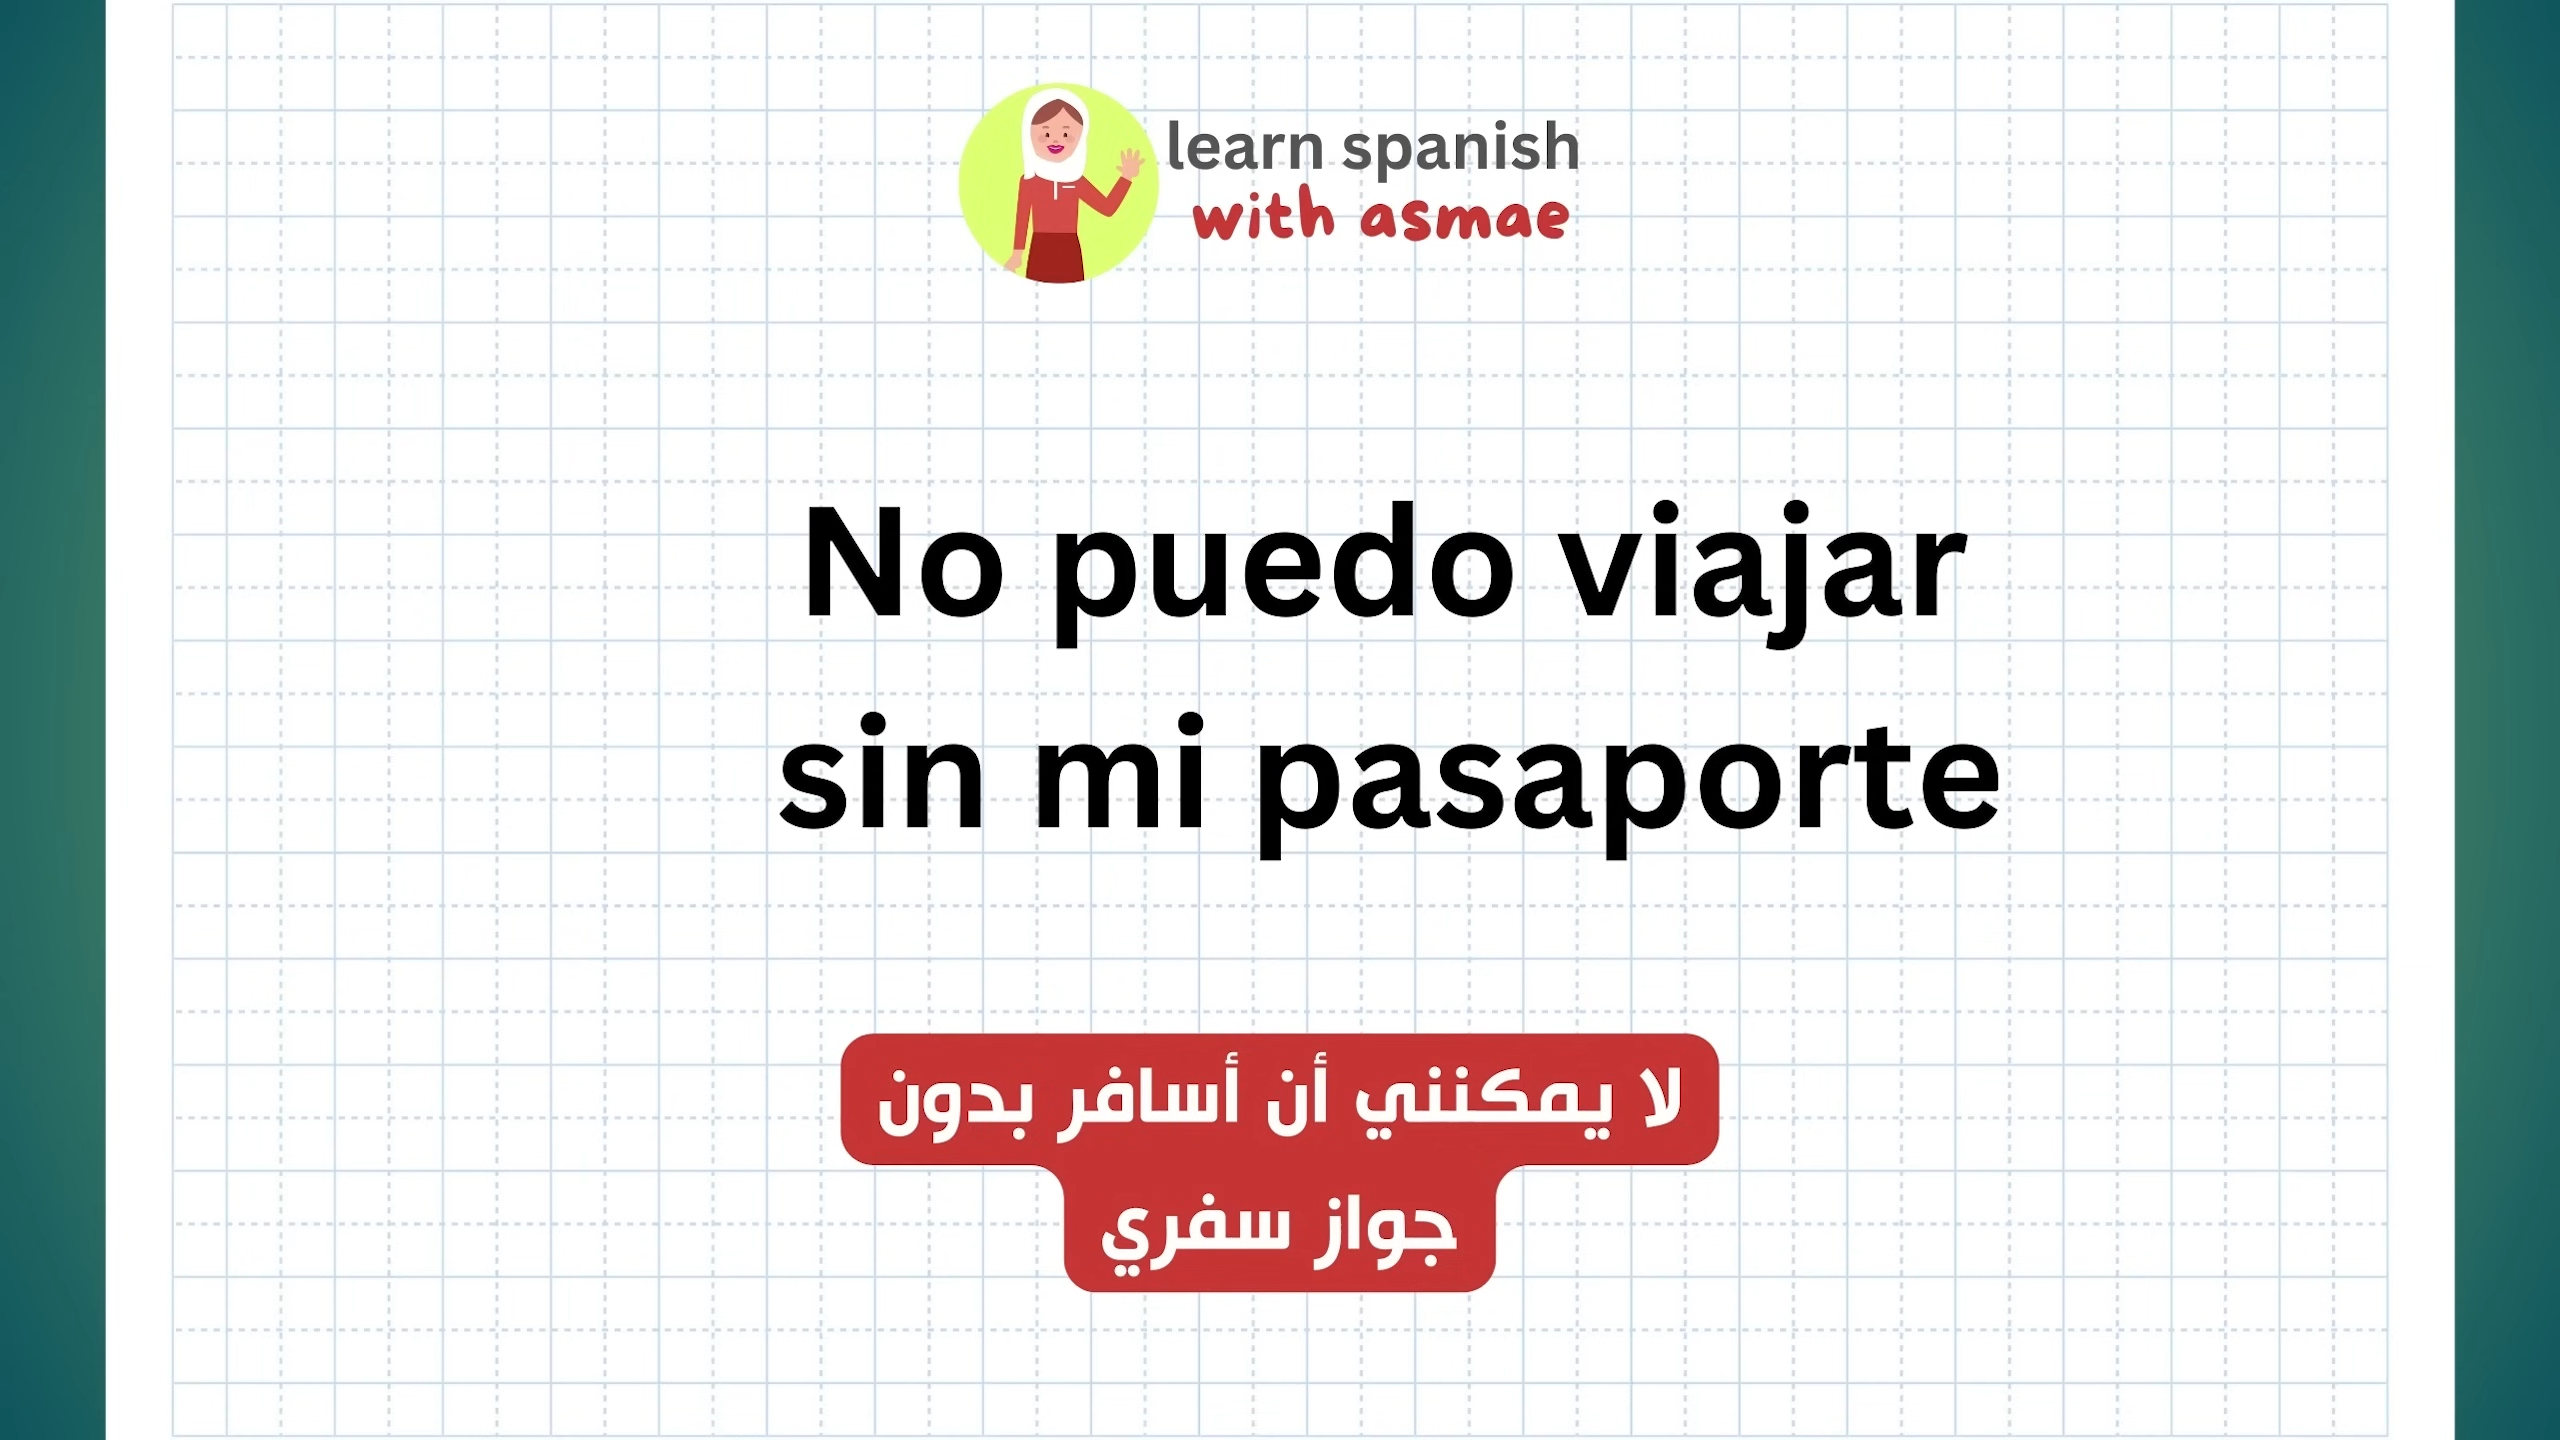 learn spanish
with asmae
No puedo viajar
sin mi pasaporte
لا يمكنني أن أسافر بدون
جواز سفري